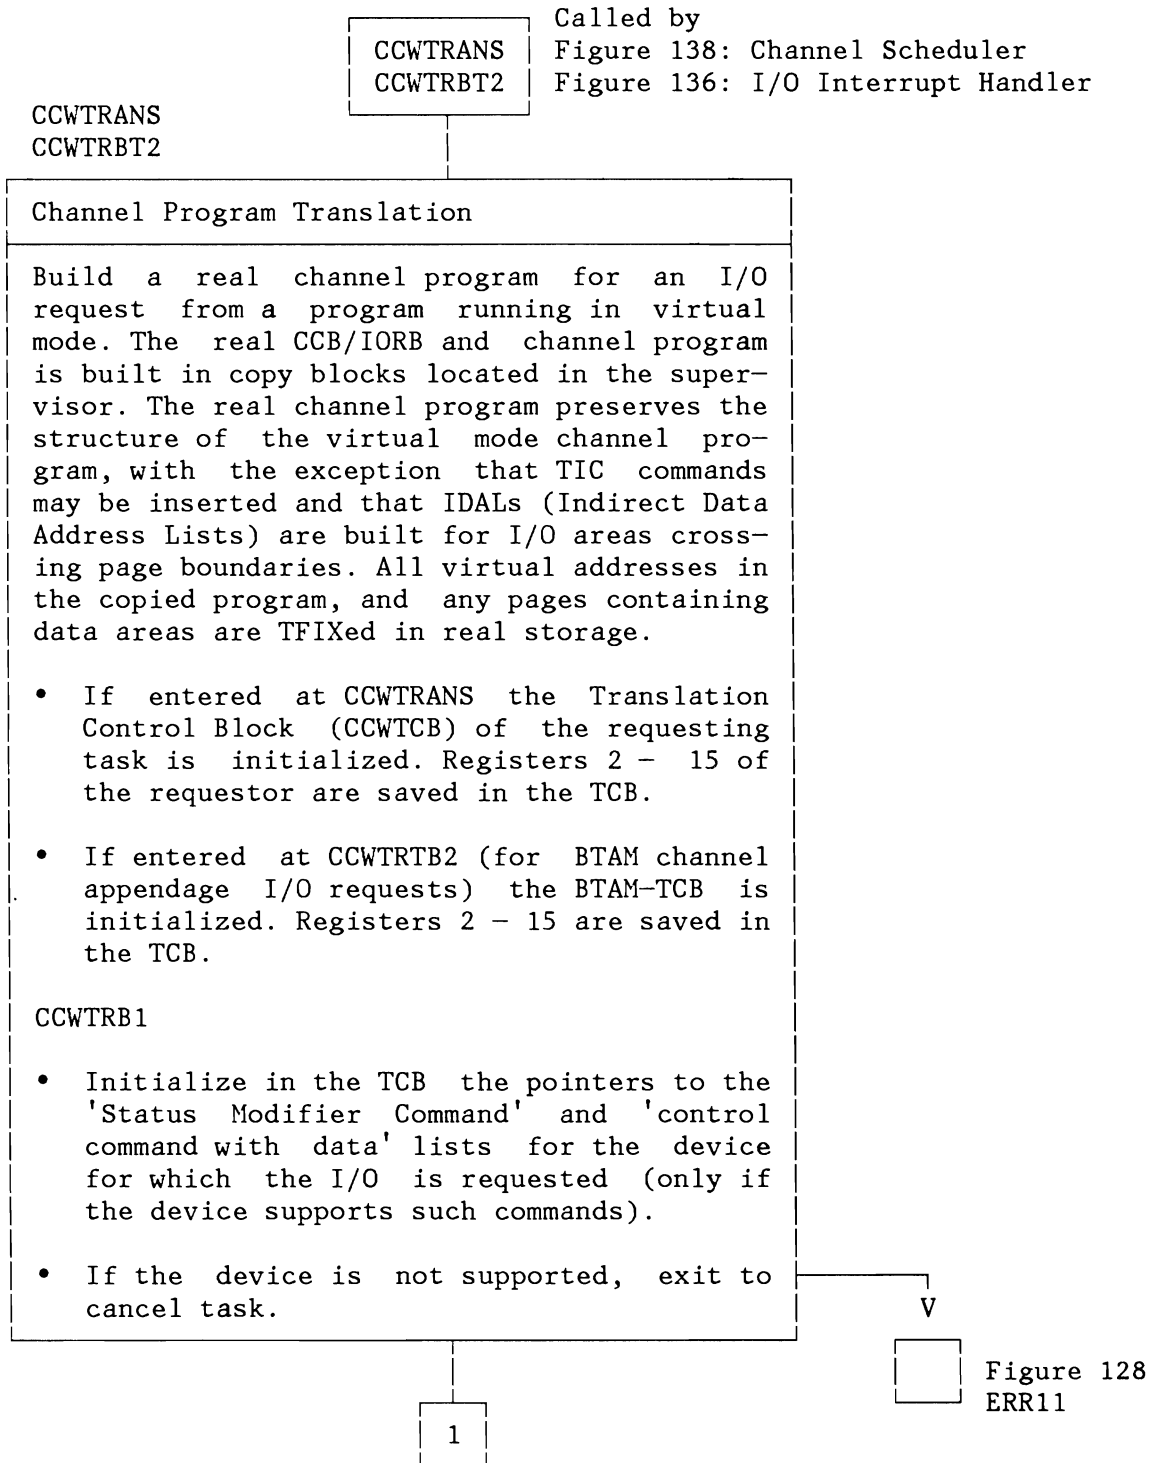 Called by
CCWTRANS Figure 138: Channel Scheduler
CCWTRBT2 Figure 136: I/O Interrupt Handler
CCWTRANS
CCWTRBT2
Channel Program Translation
Build a real channel program for an I/O
request from a program running in virtual
mode. The real CCB/IORB and channel program
is built in copy blocks located in the super-
visor. The real channel program preserves the
structure of the virtual mode channel pro-
gram, with the exception that TIC commands
may be inserted and that IDALs (Indirect Data
Address Lists) are built for I/O areas cross-
ing page boundaries. All virtual addresses in
the copied program, and any pages containing
data areas are TFIXed in real storage.
• If entered at CCWTRANS the Translation
Control Block (CCWTCB) of the requesting
task is initialized. Registers 2 - 15 of
the requestor are saved in the TCB.
• If entered at CCWTRTB2 (for BTAM channel
appendage I/O requests) the BTAM-TCB is
initialized. Registers 2 - 15 are saved in
the TCB.
CCWTRB1
• Initialize in the TCB the pointers to the
'Status Modifier Command' and 'control
command with data' lists for the device
for which the I/O is requested (only if
the device supports such commands).
• If the device is not supported, exit to
cancel task.
V
Figure 128
ERR11
1